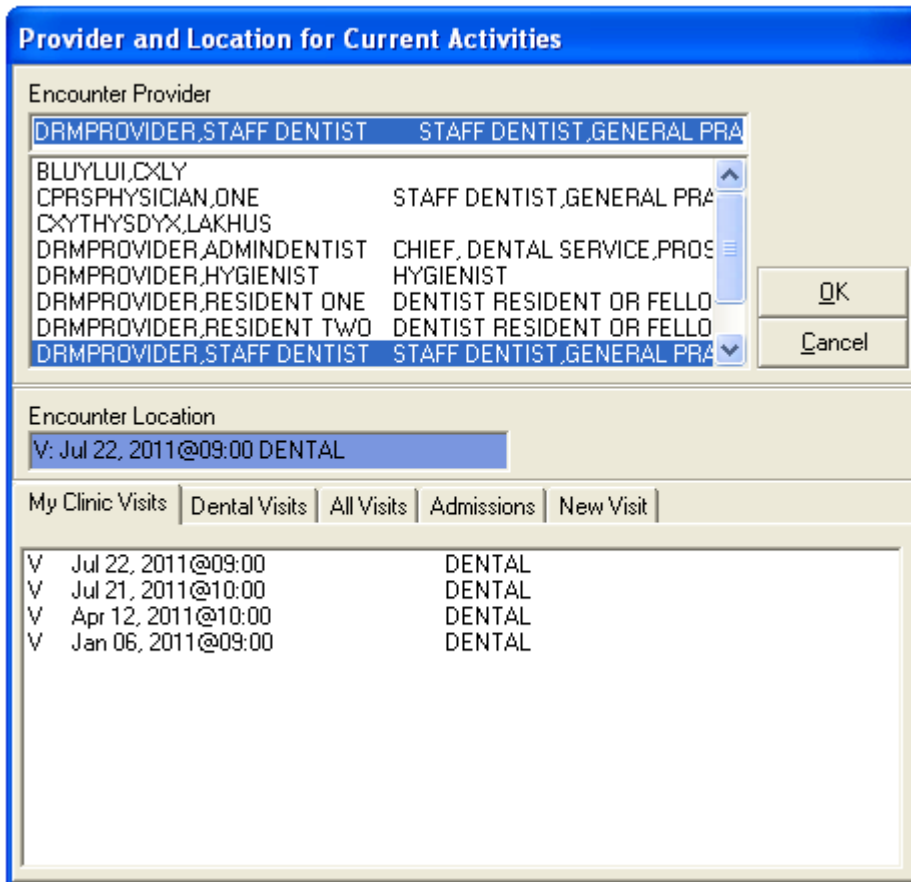 Provider and Location for Current Activities
Encounter Provider
DRMPROVIDER,STAFF DENTIST STAFF DENTIST,GENERAL PRA
BLUYLUI,CXLY
CPRSPHYSICIAN,ONE STAFF DENTIST,GENERAL PRA
CXYTHYSDYX,LAKHUS
DRMPROVIDER,ADMINDENTIST CHIEF, DENTAL SERVICE,PROS
DRMPROVIDER,HYGIENIST HYGIENIST
DRMPROVIDER,RESIDENT ONE DENTIST RESIDENT OR FELLO
DRMPROVIDER,RESIDENT TWO DENTIST RESIDENT OR FELLO
DRMPROVIDER,STAFF DENTIST STAFF DENTIST,GENERAL PRA
OK
Cancel
Encounter Location
V: Jul 22, 2011@09:00 DENTAL
My Clinic Visits Dental Visits All Visits Admissions New Visit
V Jul 22, 2011@09:00 DENTAL
V Jul 21, 2011@10:00 DENTAL
V Apr 12, 2011@10:00 DENTAL
V Jan 06, 2011@09:00 DENTAL